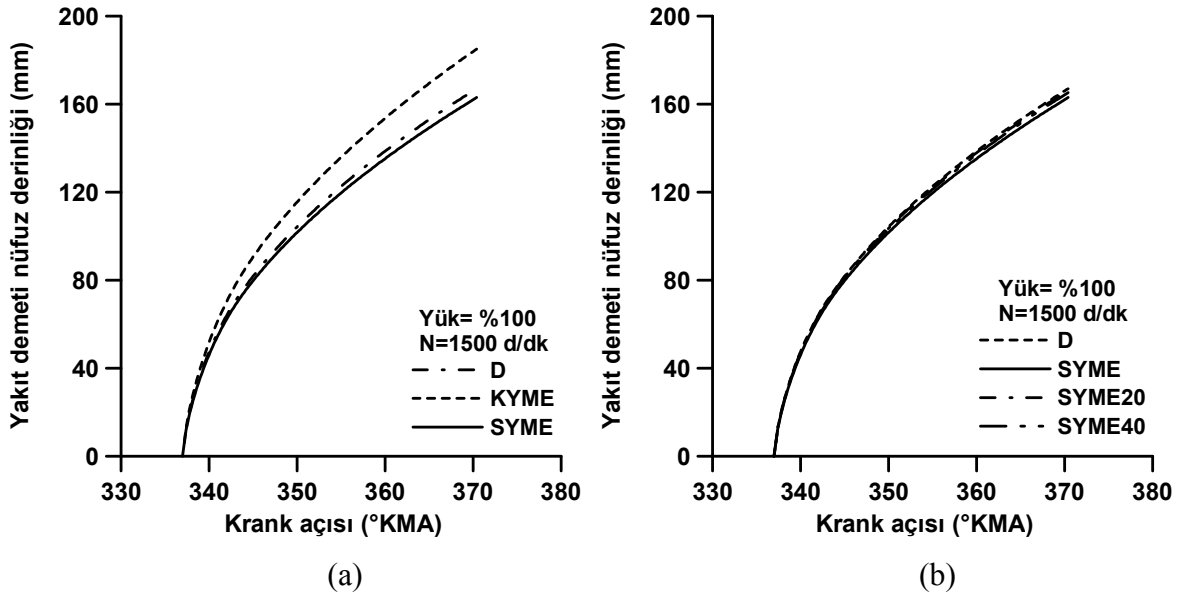 Yakıt demeti nüfuz derinliği (mm)
200
160
120
80
40
0
Yük= %100
N=1500 d/dk
D
KYME
SYME
330 340 350 360 370 380
Krank açısı (°KMA)
(a)
Yakıt demeti nüfuz derinliği (mm)
200
160
120
80
40
0
Yük= %100
N=1500 d/dk
D
SYME
SYME20
SYME40
330 340 350 360 370 380
Krank açısı (°KMA)
(b)